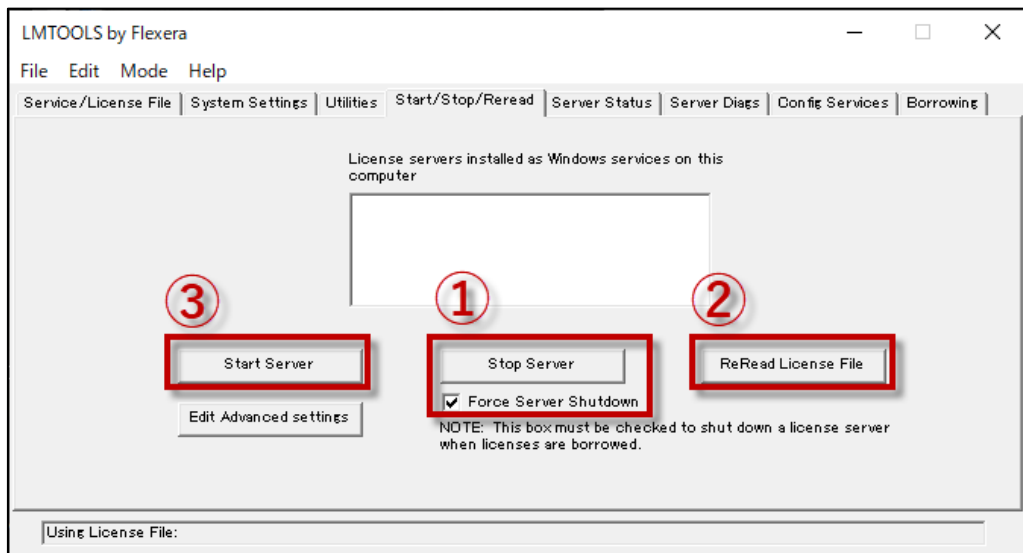 LMTOOLS by Flexera
File Edit Mode Help
Service/License File System Settings Utilities Start/Stop/Reread Server Status Server Diags Config Services Borrowing
License servers installed as Windows services on this
computer
③ ① ②
Start Server Stop Server ReRead License File
Force Server Shutdown
Edit Advanced settings
NOTE: This box must be checked to shut down a license server
when licenses are borrowed.
Using License File: